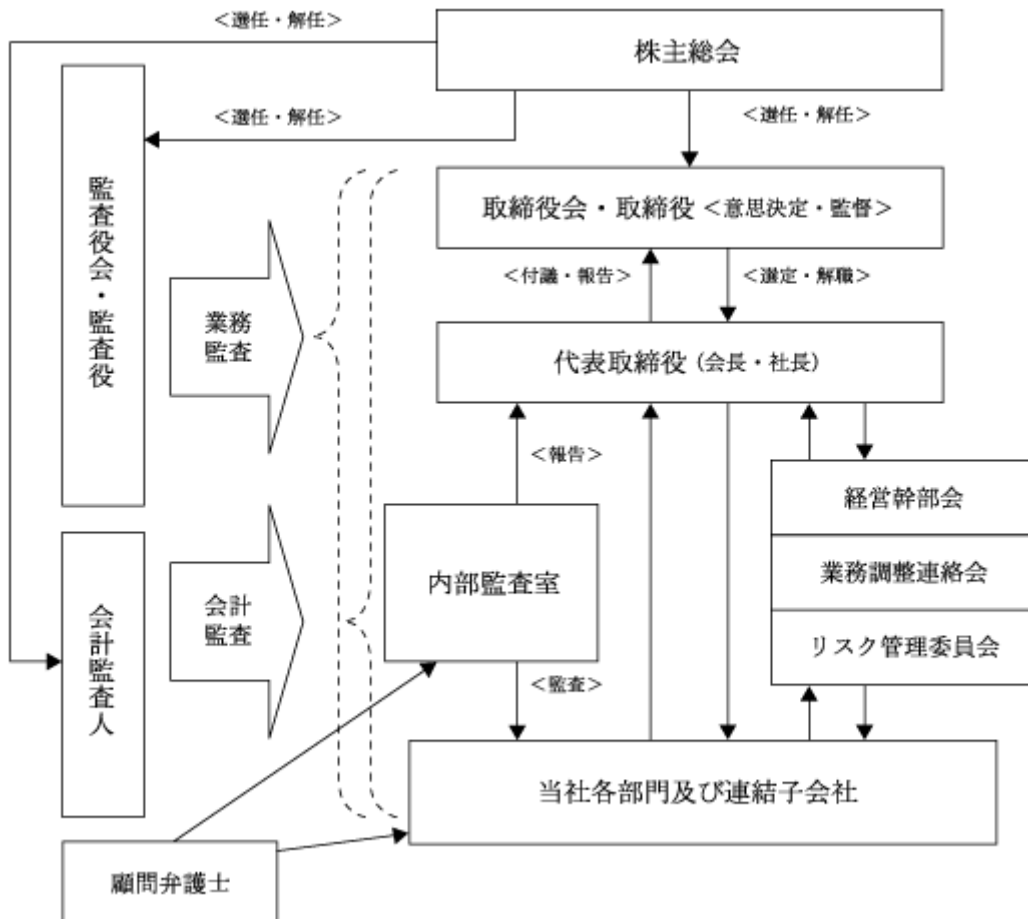 <選任・解任>
株主総会
<選任・解任>
<選任・解任>
監査役会・監査役
取締役会・取締役 <意思決定・監督>
<付議・報告>
<選定・解職>
業務
監査
代表取締役 (会長・社長)
<報告>
経営幹部会
内部監査室
業務調整連絡会
会計
監査
リスク管理委員会
会計監査人
<監査>
当社各部門及び連結子会社
顧問弁護士